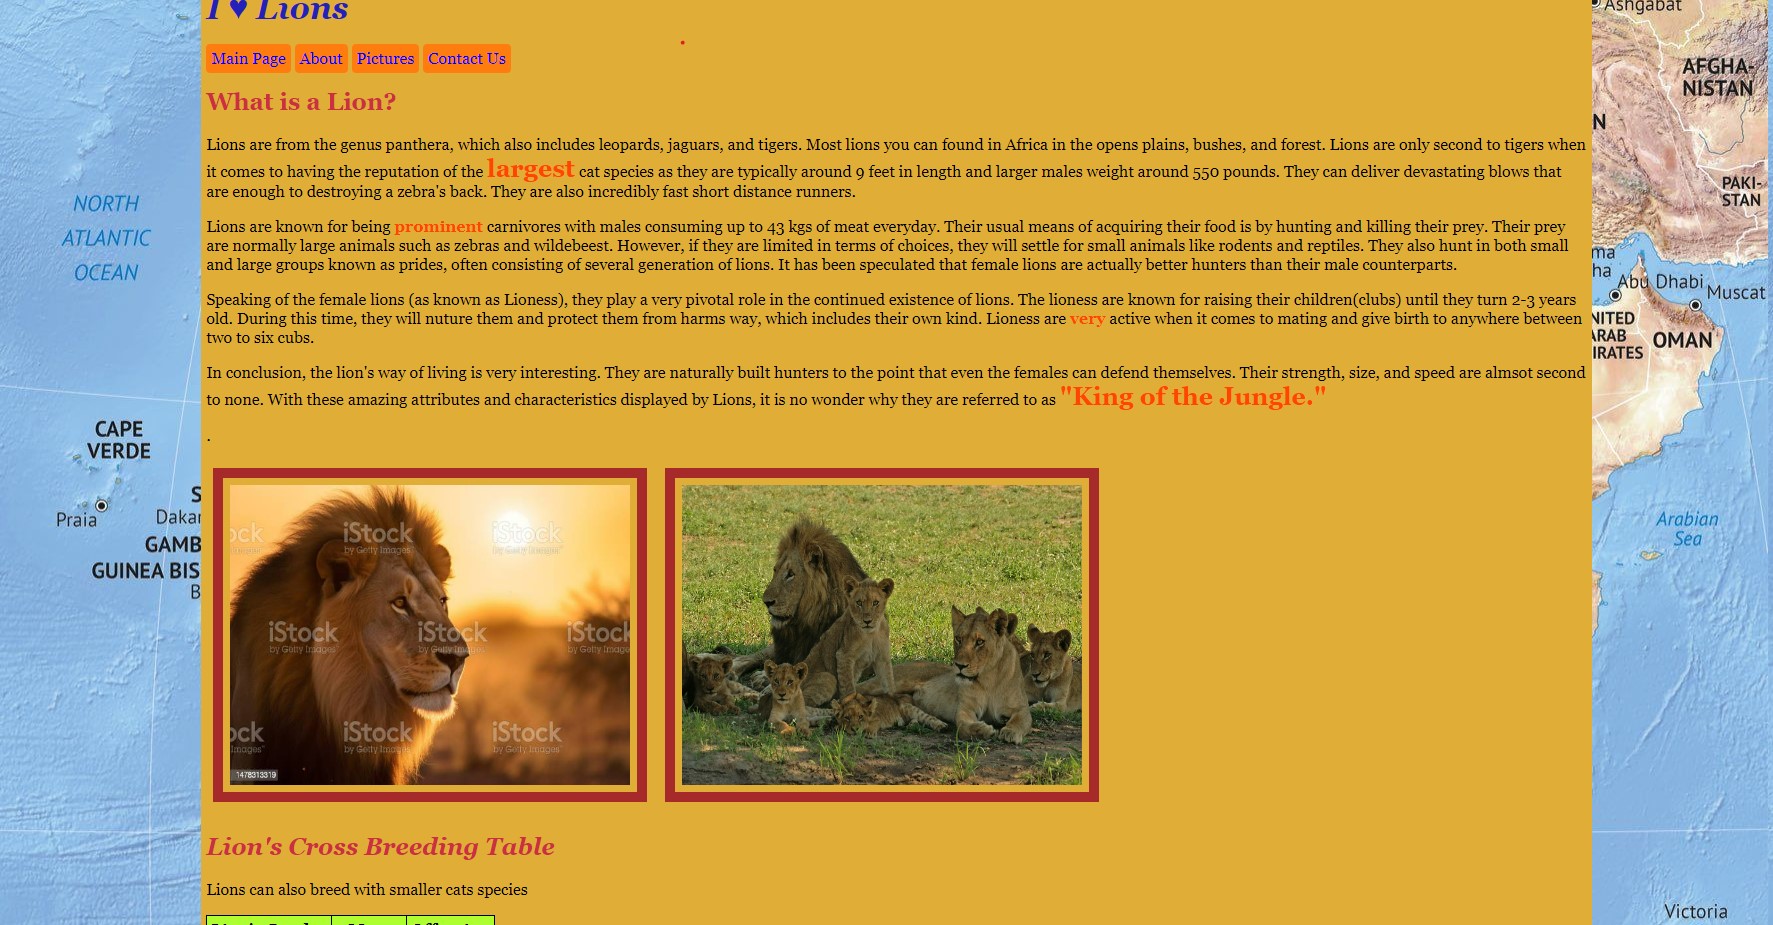 I ♥ Lions
Main Page About Pictures Contact Us
What is a Lion?
Lions are from the genus panthera, which also includes leopards, jaguars, and tigers. Most lions you can found in Africa in the opens plains, bushes, and forest. Lions are only second to tigers when
it comes to having the reputation of the largest cat species as they are typically around 9 feet in length and larger males weight around 550 pounds. They can deliver devastating blows that
are enough to destroying a zebra's back. They are also incredibly fast short distance runners.
Lions are known for being prominent carnivores with males consuming up to 43 kgs of meat everyday. Their usual means of acquiring their food is by hunting and killing their prey. Their prey
are normally large animals such as zebras and wildebeest. However, if they are limited in terms of choices, they will settle for small animals like rodents and reptiles. They also hunt in both small
and large groups known as prides, often consisting of several generation of lions. It has been speculated that female lions are actually better hunters than their male counterparts.
Speaking of the female lions (as known as Lioness), they play a very pivotal role in the continued existence of lions. The lioness are known for raising their children(clubs) until they turn 2-3 years
old. During this time, they will nuture them and protect them from harms way, which includes their own kind. Lioness are very active when it comes to mating and give birth to anywhere between
two to six cubs.
In conclusion, the lion's way of living is very interesting. They are naturally built hunters to the point that even the females can defend themselves. Their strength, size, and speed are almsot second
to none. With these amazing attributes and characteristics displayed by Lions, it is no wonder why they are referred to as "King of the Jungle."
.
iStock
by Getty Images
iStock
by Getty Images
iStock
by Getty Images
iStock
by Getty Images
iStock
by Getty Images
iStock
by Getty Images
iStock
by Getty Images
1478313319
Lion's Cross Breeding Table
Lions can also breed with smaller cats species
NORTH
ATLANTIC
OCEAN
CAPE
VERDE
Praia
Dakar
GAMB
GUINEA BIS
Ashgabat
AFGHA-
NISTAN
PAKI-
STAN
Abu Dhabi
Muscat
NITED
ARAB
IRATES
OMAN
Arabian
Sea
Victoria